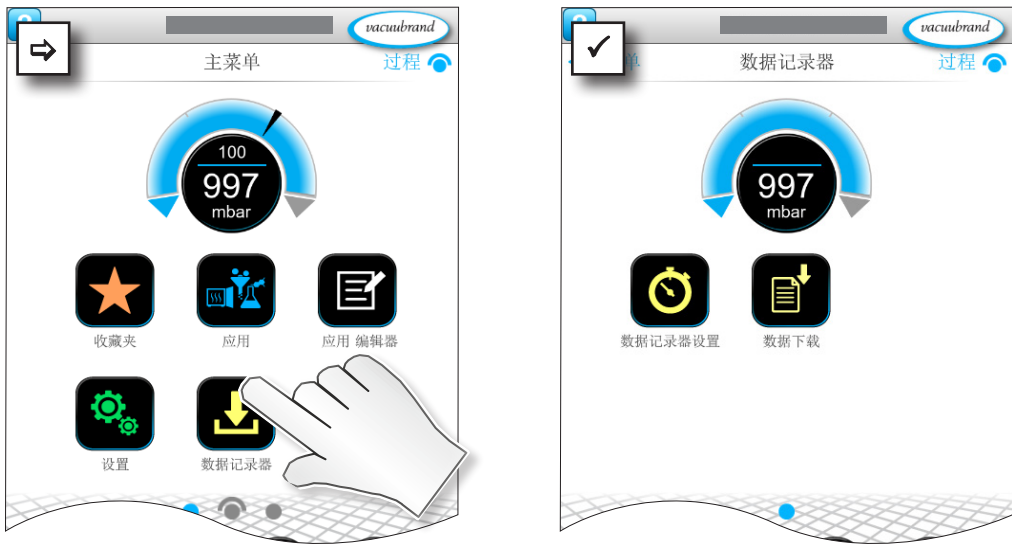 vacuubrand
主菜单
过程
100
997
mbar
收藏夹
应用
应用 编辑器
设置
数据记录器
vacuubrand
单
数据记录器
过程
997
mbar
数据记录器设置
数据下载